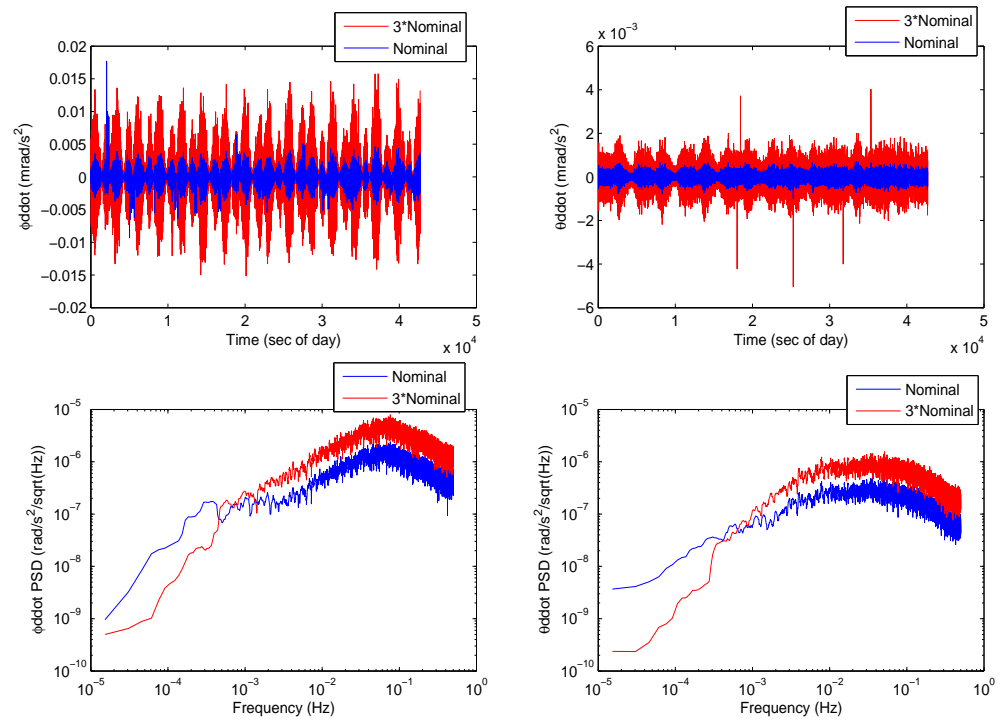 3*Nominal
Nominal
0.02
0.015
0.01
0.005
0
−0.005
−0.01
−0.015
−0.02
φddot (mrad/s²)
0 1 2 3 4 5
Time (sec of day)
x 10⁴
3*Nominal
Nominal
x 10⁻³
6
4
2
0
−2
−4
−6
θddot (mrad/s²)
0 1 2 3 4 5
Time (sec of day)
x 10⁴
Nominal
3*Nominal
10⁻⁵
10⁻⁶
10⁻⁷
10⁻⁸
10⁻⁹
10⁻¹⁰
φddot PSD (rad/s²/sqrt(Hz))
10⁻⁵ 10⁻⁴ 10⁻³ 10⁻² 10⁻¹ 10⁰
Frequency (Hz)
Nominal
3*Nominal
10⁻⁵
10⁻⁶
10⁻⁷
10⁻⁸
10⁻⁹
10⁻¹⁰
θddot PSD (rad/s²/sqrt(Hz))
10⁻⁵ 10⁻⁴ 10⁻³ 10⁻² 10⁻¹ 10⁰
Frequency (Hz)